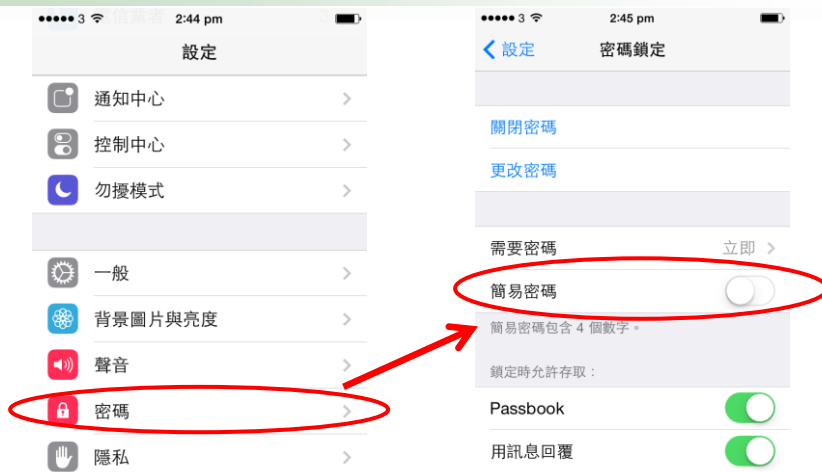 3 2:44 pm
設定
通知中心
控制中心
勿擾模式
一般
背景圖片與亮度
聲音
密碼
隱私
3 2:45 pm
設定 密碼鎖定
關閉密碼
更改密碼
需要密碼 立即
簡易密碼
簡易密碼包含 4 個數字。
鎖定時允許存取：
Passbook
用訊息回覆